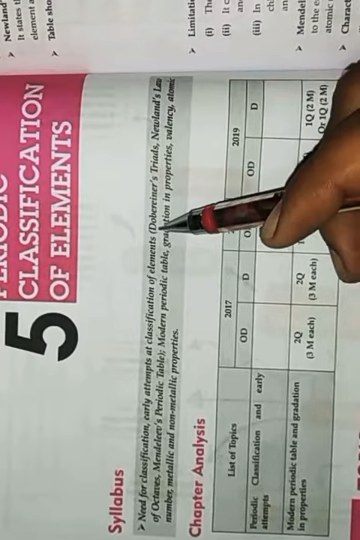 5
PERIODIC
CLASSIFICATION
OF ELEMENTS
Syllabus
➤ Need for classification, early attempts at classification of elements (Dobereiner's Triads, Newland's Law
of Octaves, Mendeleev's Periodic Table); Modern periodic table, gradation in properties, valency, atomic
number, metallic and non-metallic properties.
Chapter Analysis
List of Topics 2017 2019
OD D OD D
Periodic Classification and early
attempts
Modern periodic table and gradation
in properties
2Q
(3 M each)
2Q
(3 M each)
1Q (2 M)
Or 1Q (2 M)
➤ Newland'
It states t
element a
➤ Table sho
➤ Limitatio
(i) The
(ii) It c
an
(iii) In
ch
an
➤ Mendel
to the
atomic
➤ Charact